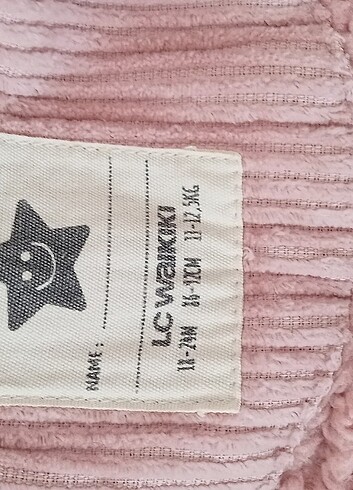 NAME:
LC WAIKIKI
18-24M 86-92CM 11-12,5KG